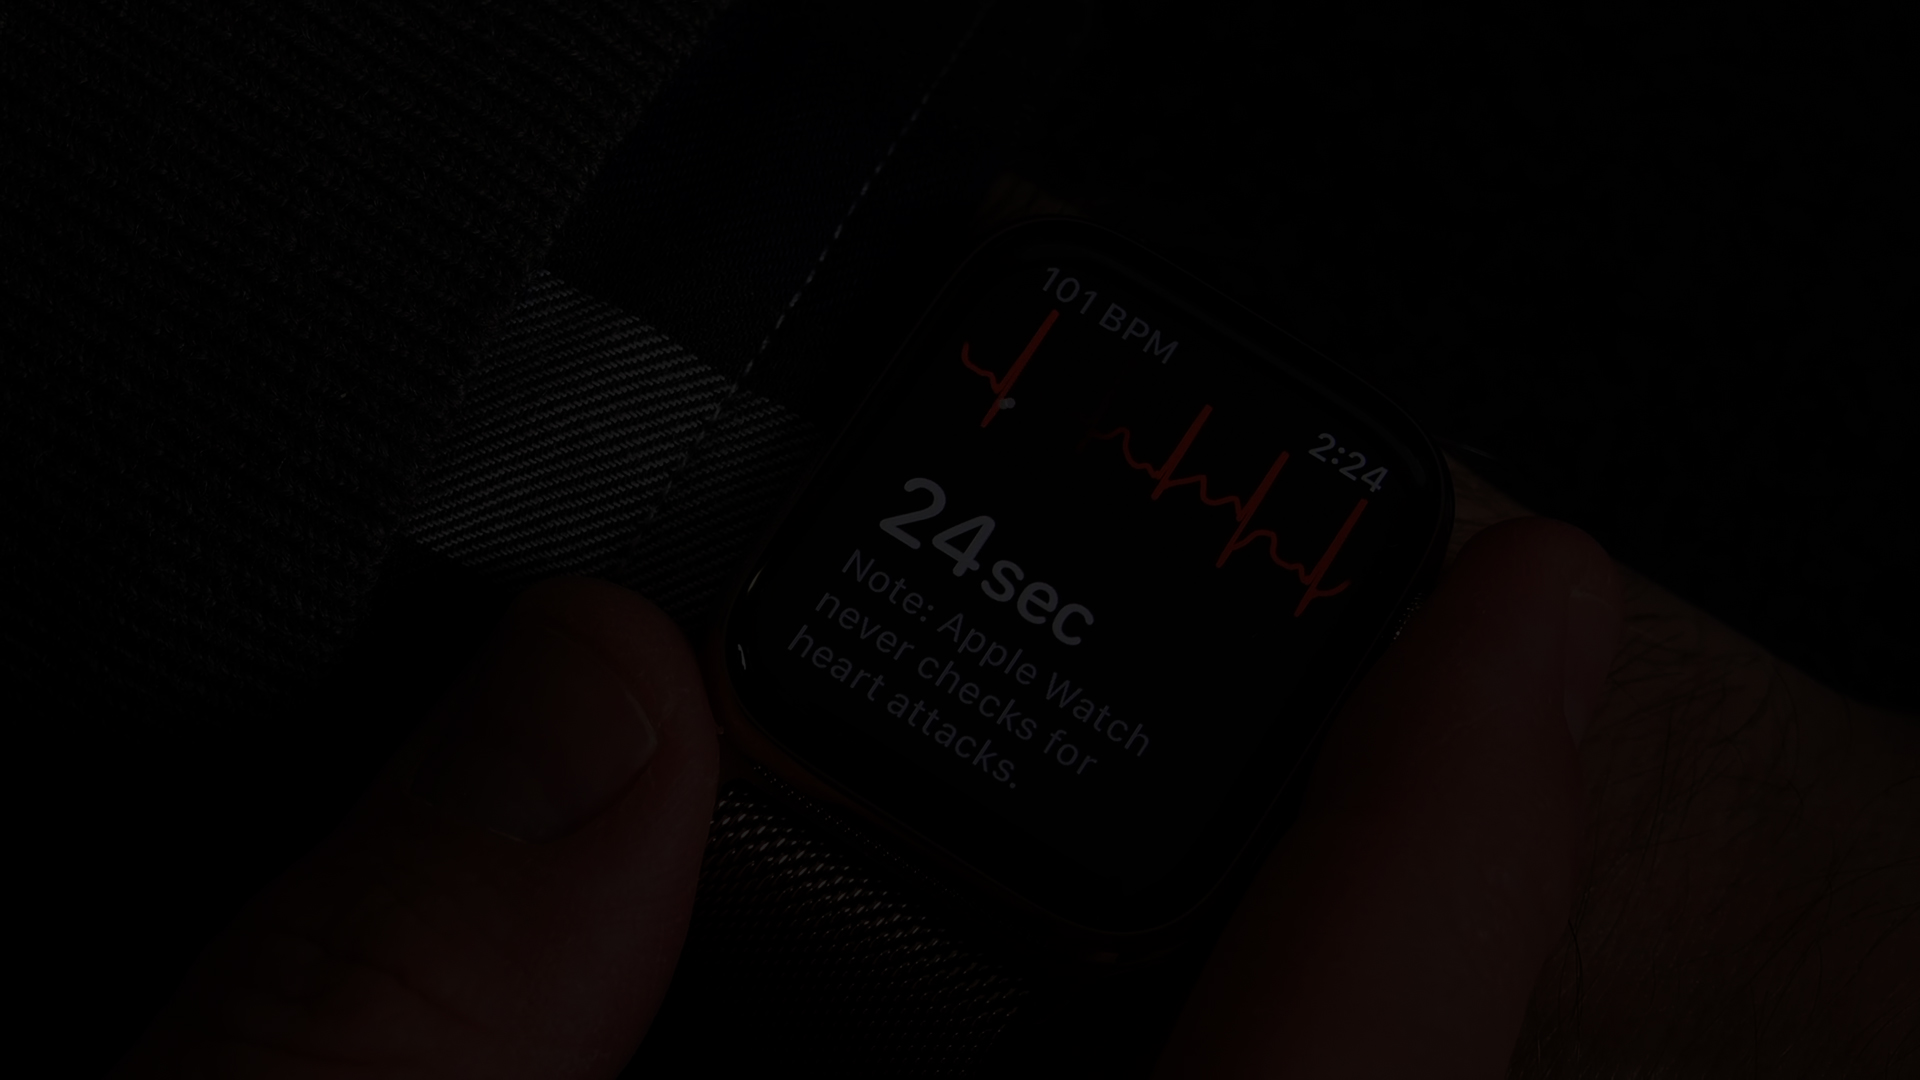 101 BPM
2:24
24sec
Note: Apple Watch
never checks for
heart attacks.